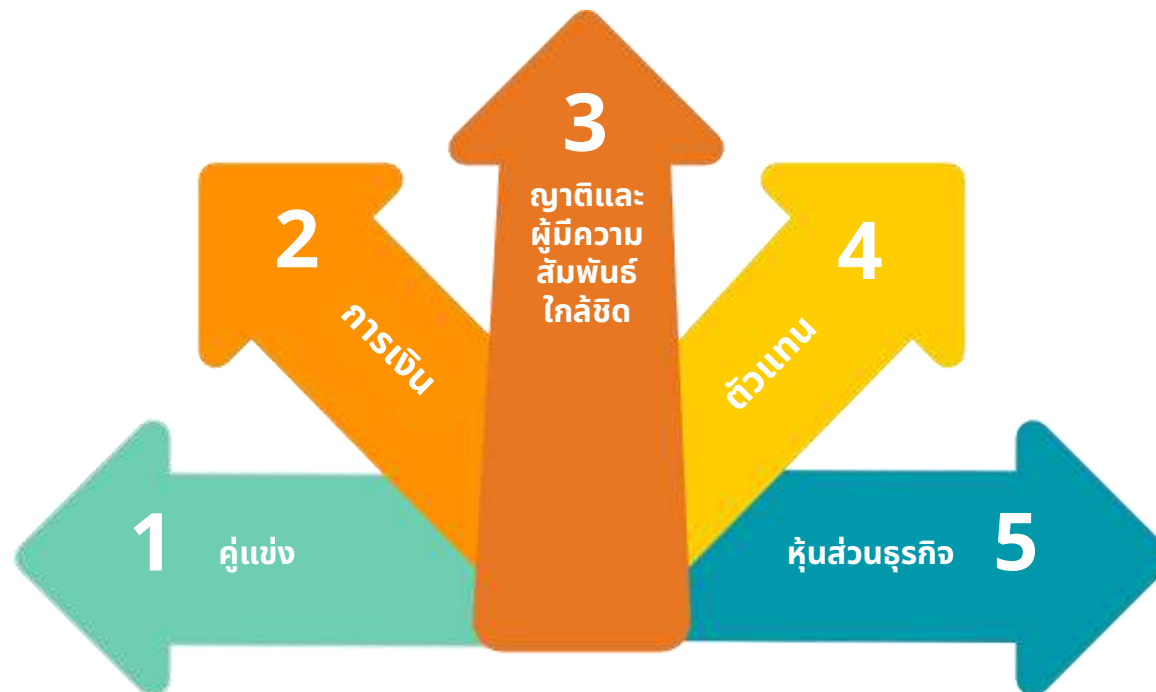 1 คู่แข่ง
2
การเงิน
3
ญาติและ
ผู้มีความ
สัมพันธ์
ใกล้ชิด
4
ตัวแทน
หุ้นส่วนธุรกิจ 5